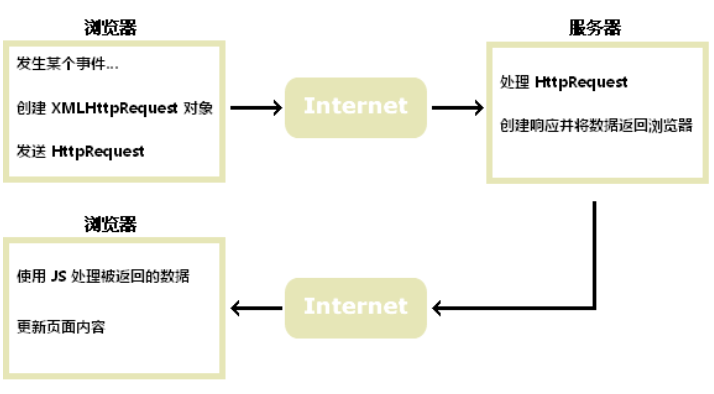 浏览器
发生某个事件...
创建 XMLHttpRequest 对象
发送 HttpRequest
Internet
服务器
处理 HttpRequest
创建响应并将数据返回浏览器
浏览器
使用 JS 处理被返回的数据
更新页面内容
Internet